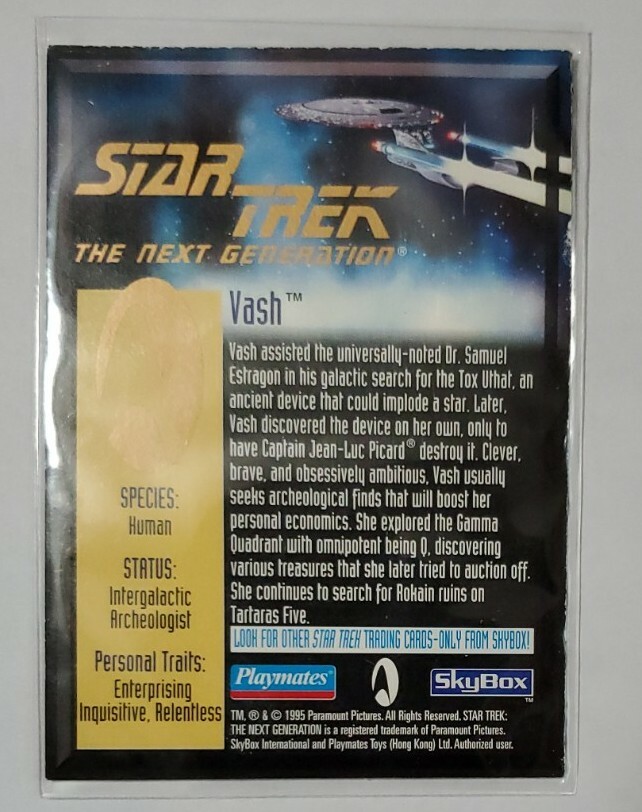 STAR
TREK
THE NEXT GENERATION®
Vash™
Vash assisted the universally-noted Dr. Samuel
Estragon in his galactic search for the Tox Uthat, an
ancient device that could implode a star. Later,
Vash discovered the device on her own, only to
have Captain Jean-Luc Picard® destroy it. Clever,
brave, and obsessively ambitious, Vash usually
seeks archeological finds that will boost her
personal economics. She explored the Gamma
Quadrant with omnipotent being Q, discovering
various treasures that she later tried to auction off.
She continues to search for Rokain ruins on
Tartaras Five.
SPECIES:
Human
STATUS:
Intergalactic
Archeologist
Personal Traits:
Enterprising
Inquisitive, Relentless
LOOK FOR OTHER STAR TREK TRADING CARDS-ONLY FROM SKYBOX!
Playmates®
SkyBox™
TM, ® & © 1995 Paramount Pictures. All Rights Reserved. STAR TREK:
THE NEXT GENERATION is a registered trademark of Paramount Pictures.
SkyBox International and Playmates Toys (Hong Kong) Ltd. Authorized user.